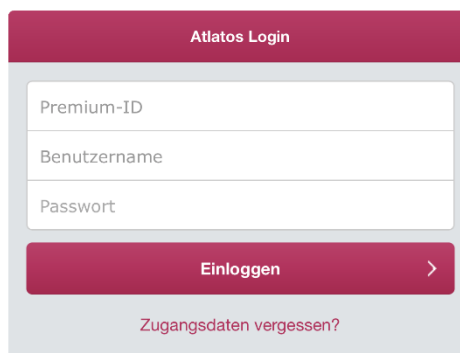 Atlatos Login
Premium-ID
Benutzername
Passwort
Einloggen
Zugangsdaten vergessen?